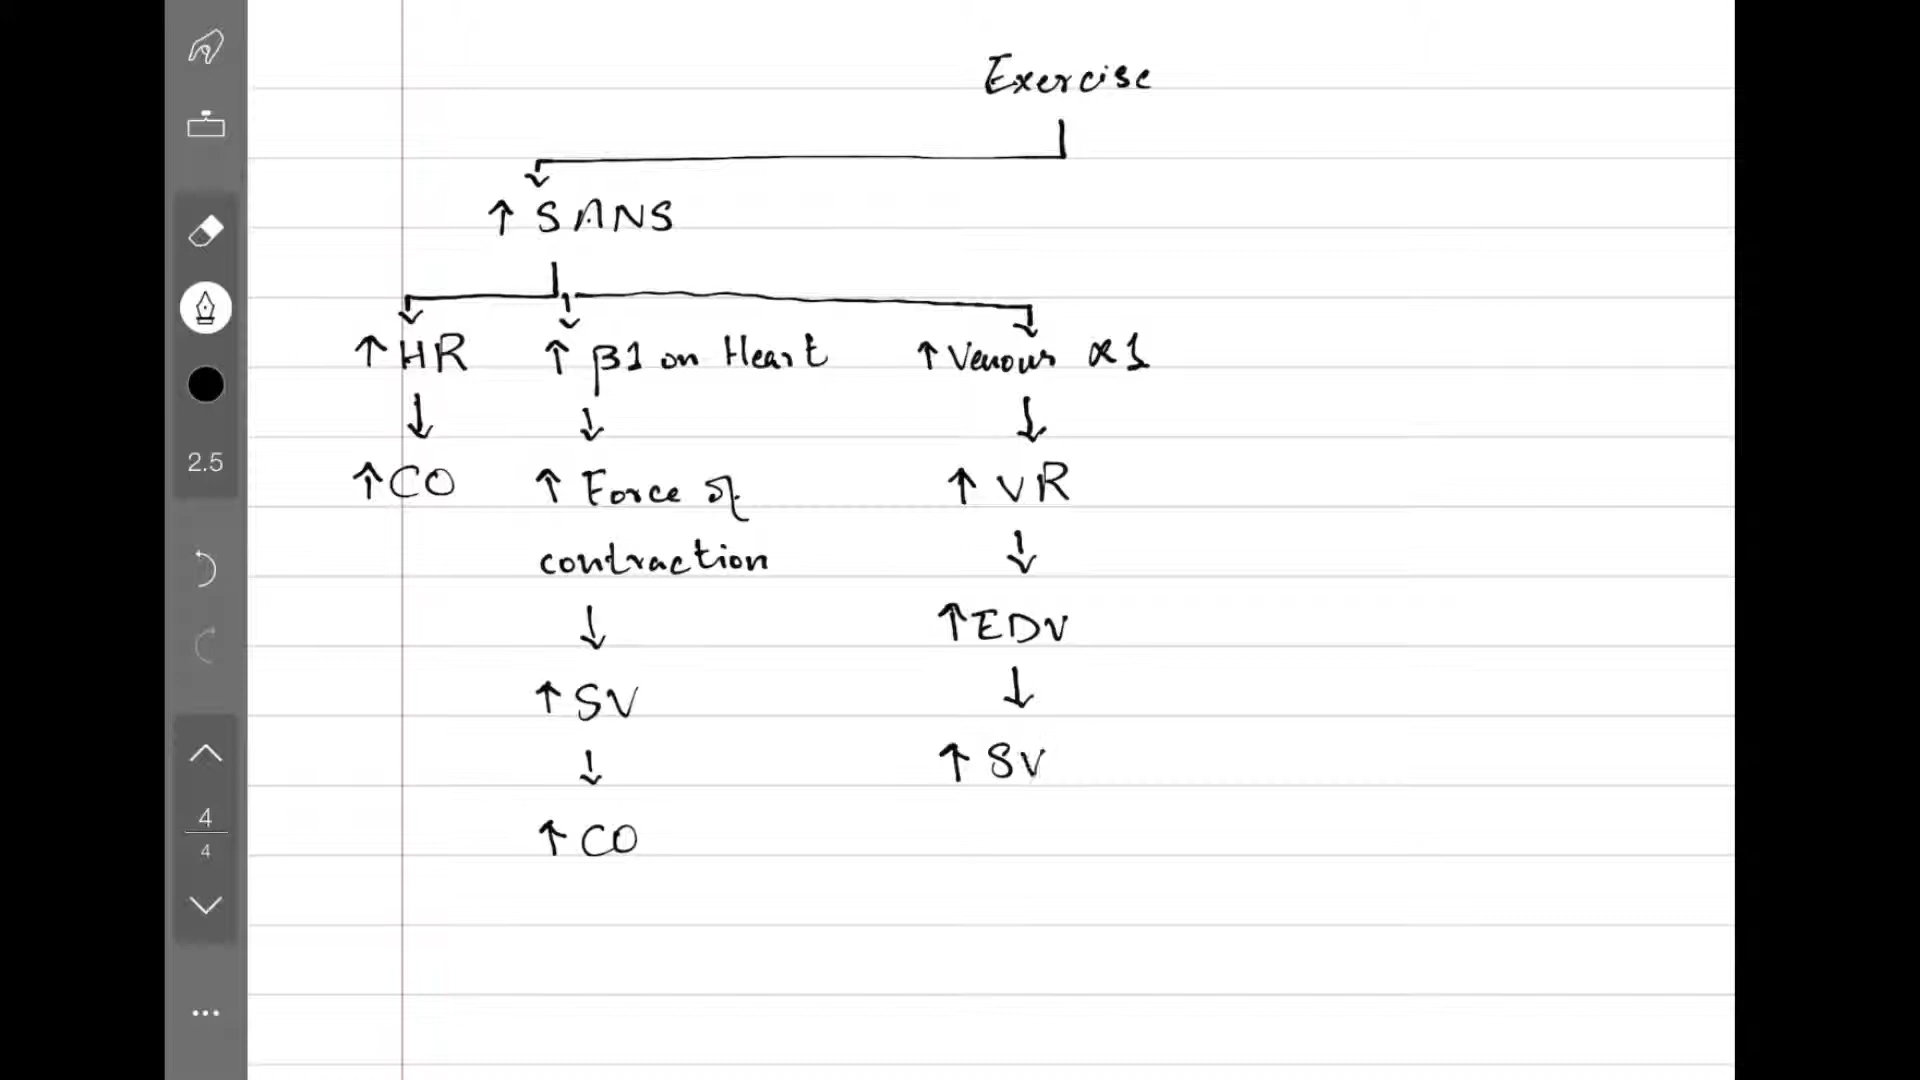 Exercise
↑ SANS
↑ HR ↑ β1 on Heart ↑ Venous α1
↑ CO ↑ Force of ↑ VR
contraction
↑ EDV
↑ SV
↑ SV
↑ CO
2.5
4
4